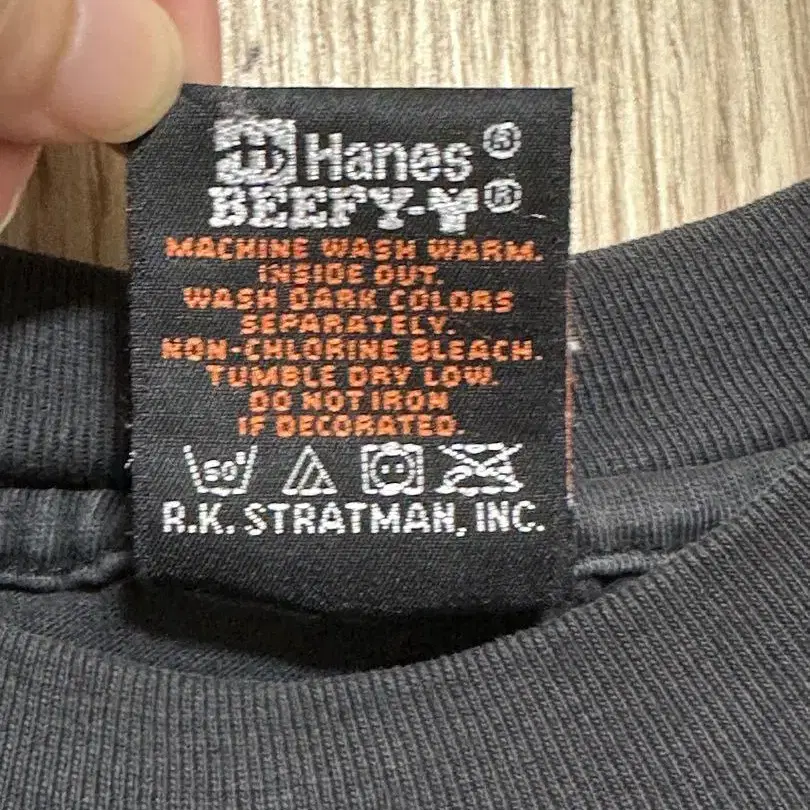 Hanes®
BEEFY-T®
MACHINE WASH WARM.
INSIDE OUT.
WASH DARK COLORS
SEPARATELY.
NON-CHLORINE BLEACH.
TUMBLE DRY LOW.
DO NOT IRON
IF DECORATED.
50°
R.K. STRATMAN, INC.